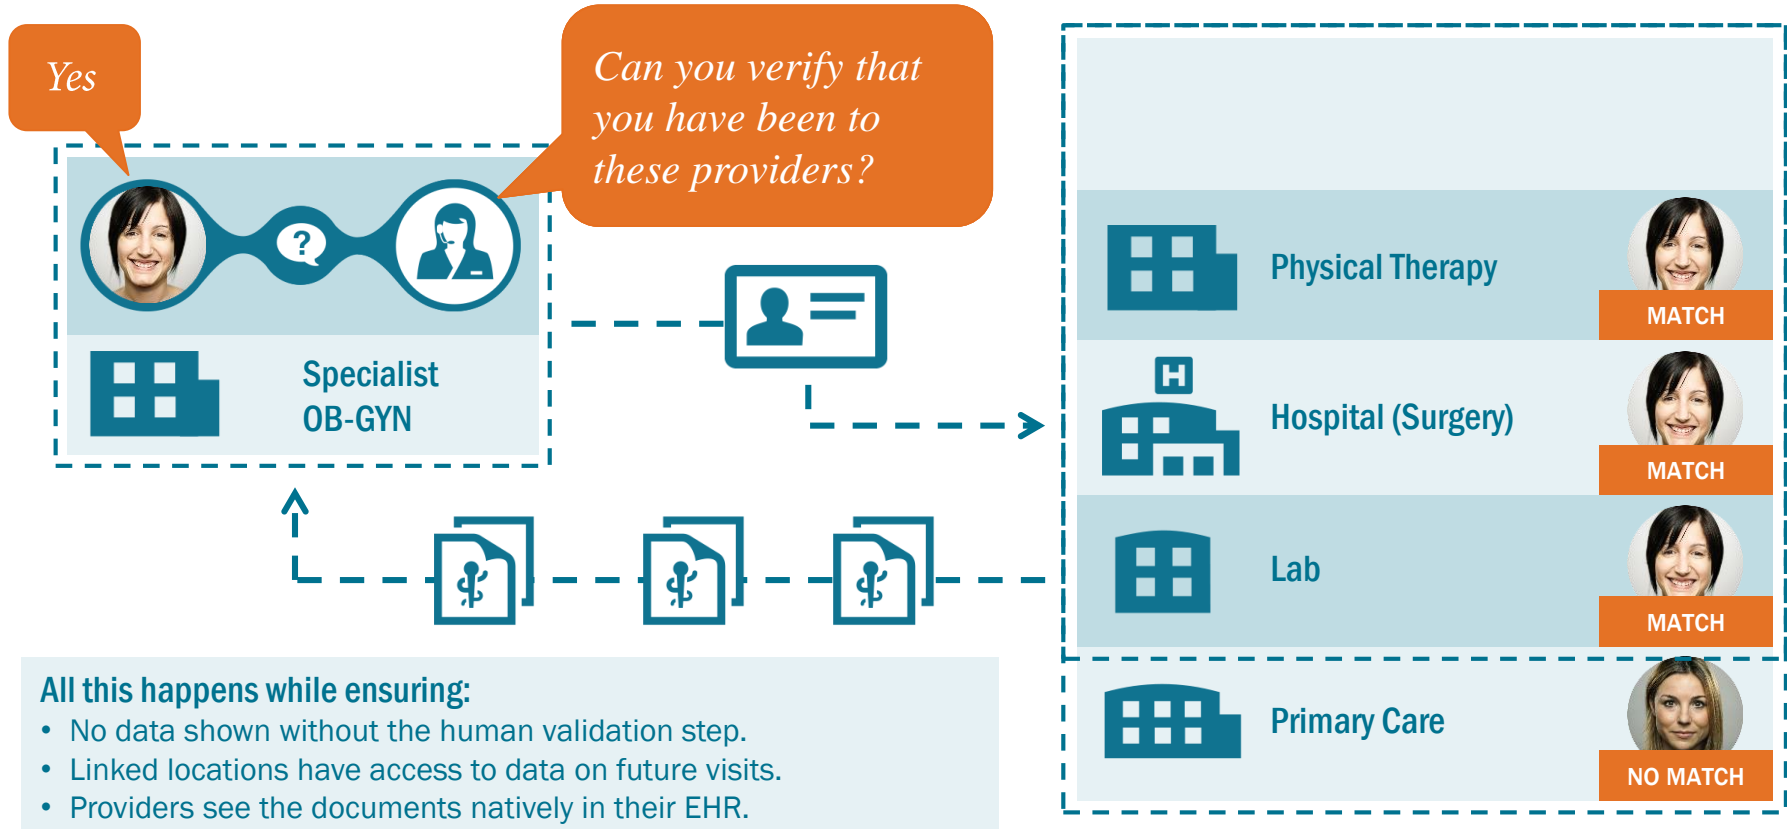 Yes
Can you verify that
you have been to
these providers?
?
Specialist
OB-GYN
Physical Therapy
MATCH
H
Hospital (Surgery)
MATCH
Lab
MATCH
Primary Care
NO MATCH
All this happens while ensuring:
• No data shown without the human validation step.
• Linked locations have access to data on future visits.
• Providers see the documents natively in their EHR.